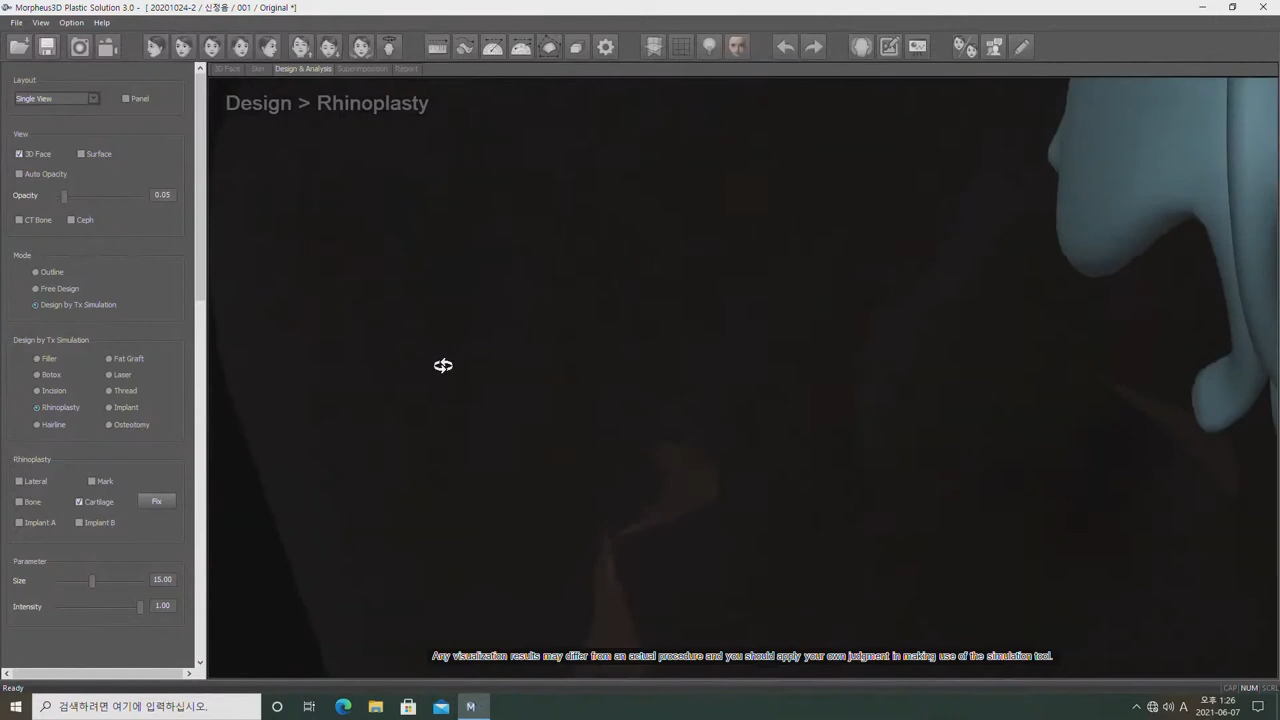 Morpheus3D Plastic Solution 3.0 - [ 20201024-2 / 신정음 / 001 / Original *]
File View Option Help
3D Face Skin Design & Analysis Superimposition Report
Layout
Single View
Panel
Design > Rhinoplasty
View
3D Face Surface
Auto Opacity
Opacity 0.05
CT Bone Ceph
Mode
Outline
Free Design
Design by Tx Simulation
Design by Tx Simulation
Filler Fat Graft
Botox Laser
Incision Thread
Rhinoplasty Implant
Hairline Osteotomy
Rhinoplasty
Lateral Mark
Bone Cartilage Fix
Implant A Implant B
Parameter
Size 15.00
Intensity 1.00
Any visualization results may differ from an actual procedure and you should apply your own judgment in making use of the simulation tool.
Ready
CAP NUM SCRL
검색하려면 여기에 입력하십시오.
M
A
오후 1:26
2021-06-07